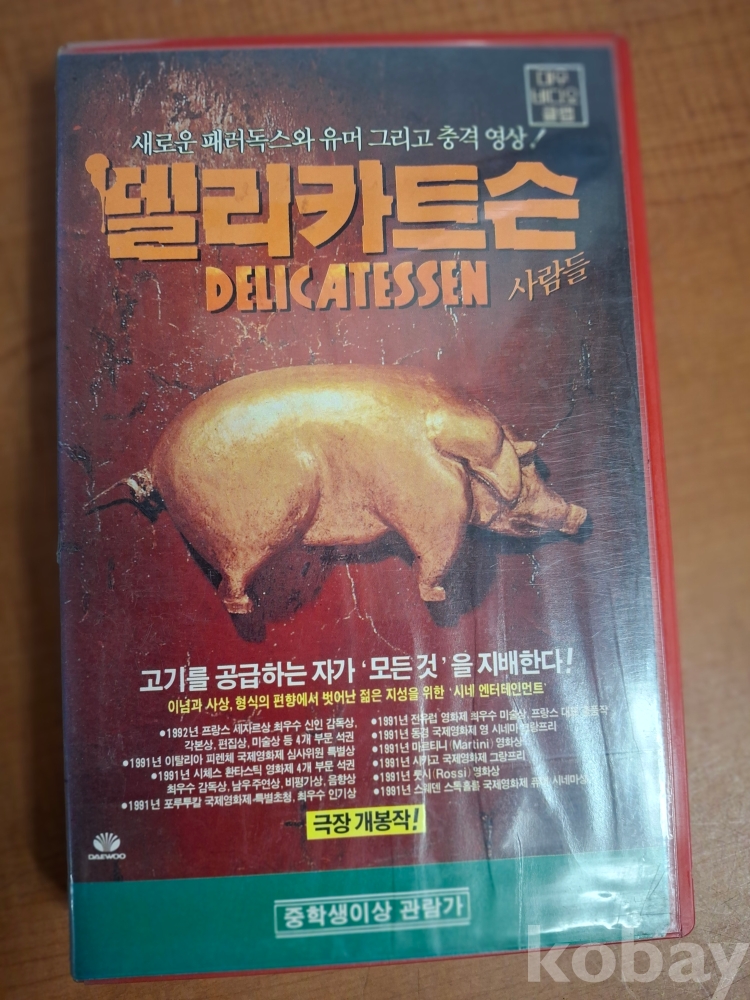 대우
비디오
클럽
새로운 패러독스와 유머 그리고 충격 영상!
델리카트슨
DELICATESSEN 사람들
고기를 공급하는 자가 '모든 것'을 지배한다!
이념과 사상, 형식의 편향에서 벗어난 젊은 지성을 위한 '시네 엔터테인먼트'
●1992년 프랑스 세자르상 최우수 신인 감독상,
각본상, 편집상, 미술상 등 4개 부문 석권
●1991년 이탈리아 피렌체 국제영화제 심사위원 특별상
●1991년 시체스 환타스틱 영화제 4개 부문 석권
최우수 감독상, 남우주연상, 비평가상, 음향상
●1991년 포루투칼 국제영화제-특별초청, 최우수 인기상
●1991년 전유럽 영화제 최우수 미술상, 프랑스
●1991년 동경 국제영화제 영 시네마
●1991년 마르티니 (Martini) 영화상
●1991년 시카고 국제영화제 그랑프리
●1991년 (Rossi) 영화상
●1991년 스웨덴 스톡홀름 국제영화제 시네마상
극장 개봉작!
DAEWOO
중학생이상 관람가
kobay